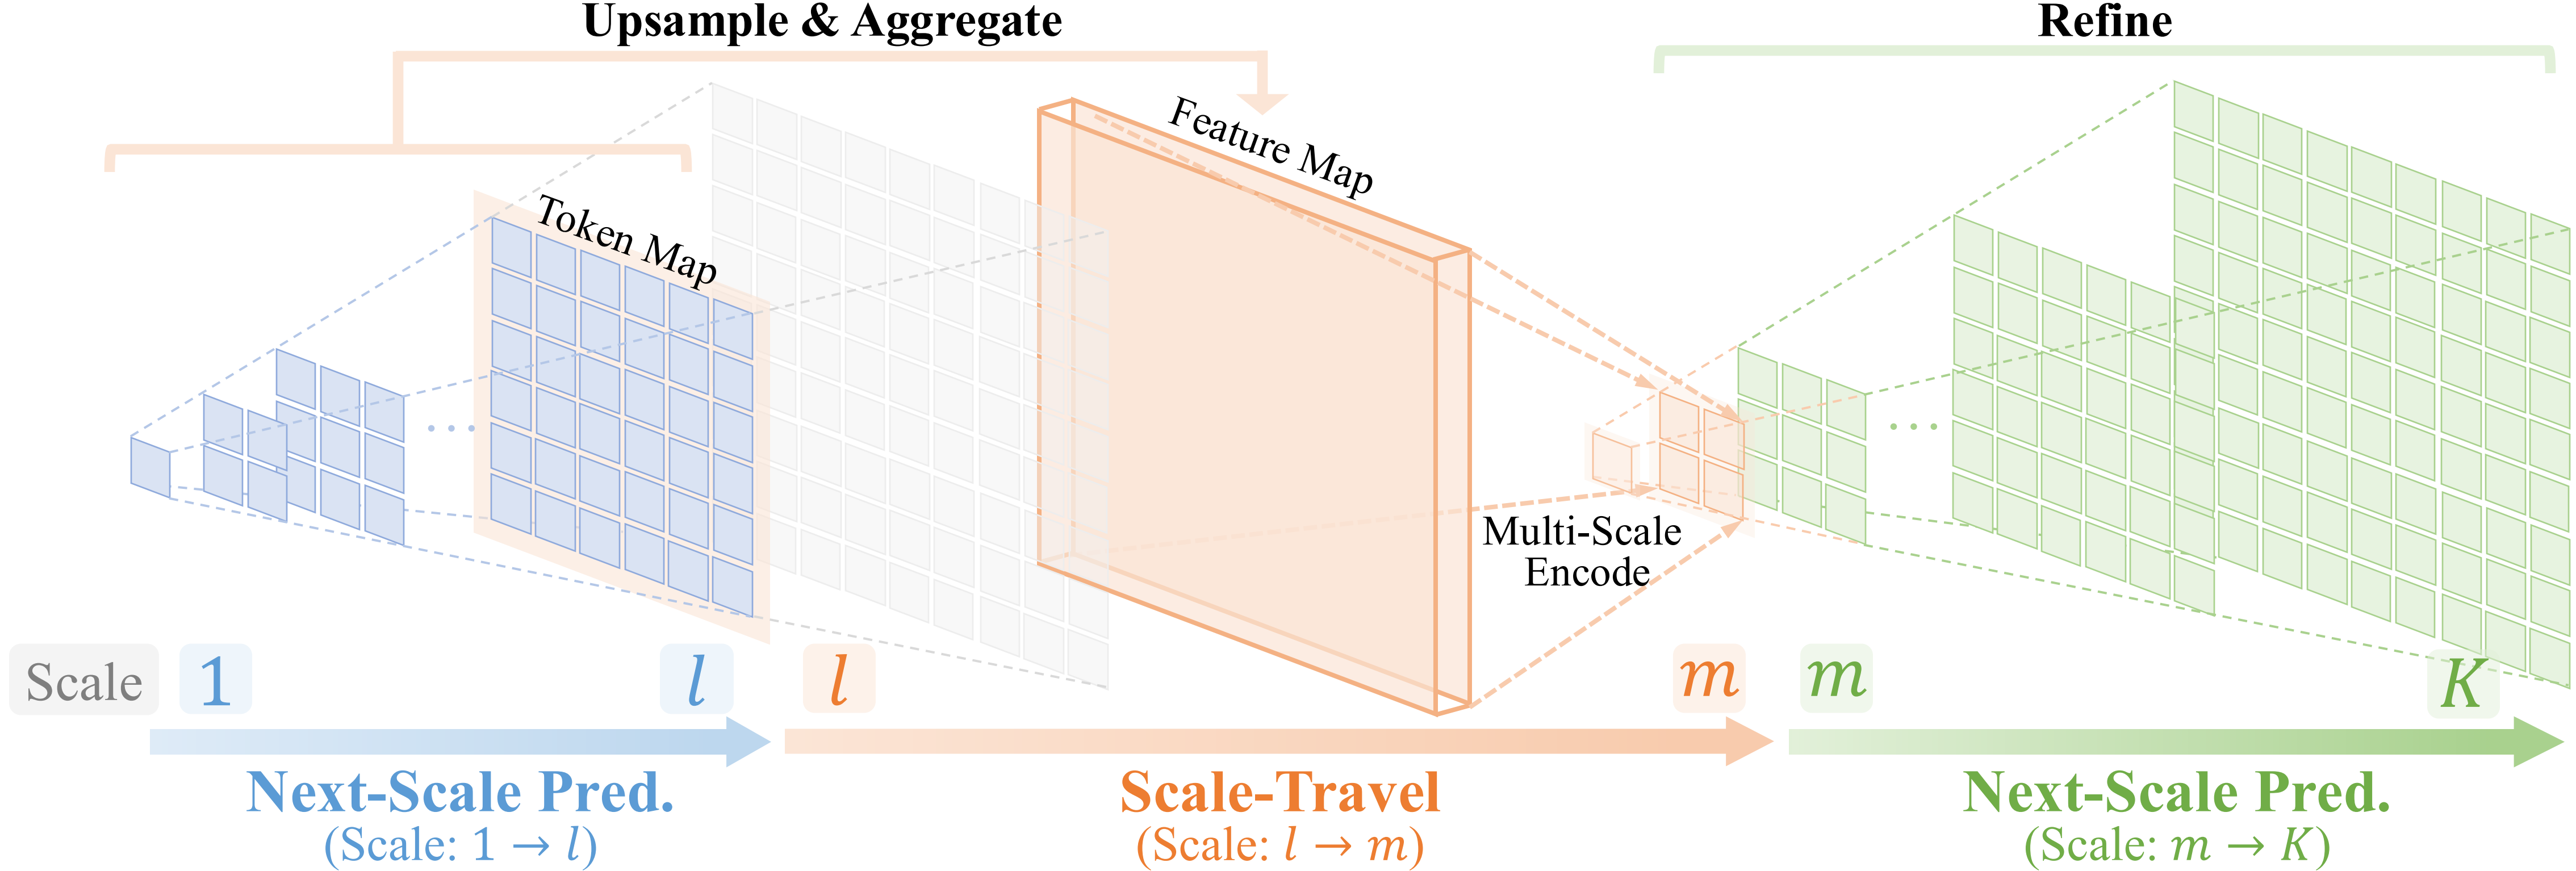 Upsample & Aggregate
Refine
Token Map
Feature Map
Multi-Scale
Encode
Scale 1 l l m m K
Next-Scale Pred.
(Scale: 1 → l)
Scale-Travel
(Scale: l → m)
Next-Scale Pred.
(Scale: m → K)